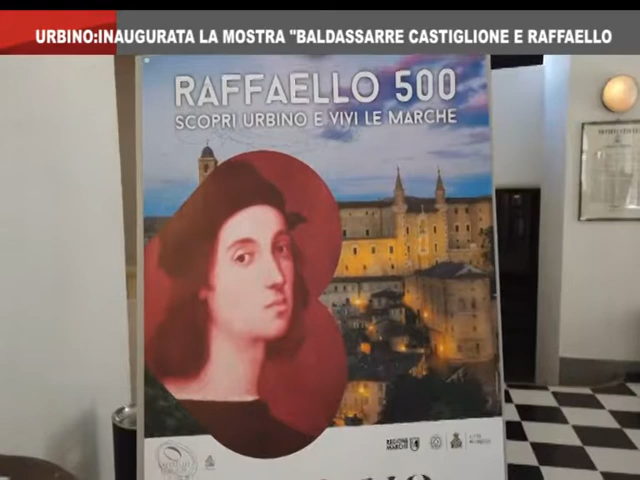 URBINO:INAUGURATA LA MOSTRA "BALDASSARRE CASTIGLIONE E RAFFAELLO
RAFFAELLO 500
SCOPRI URBINO E VIVI LE MARCHE
REGIONE
MARCHE